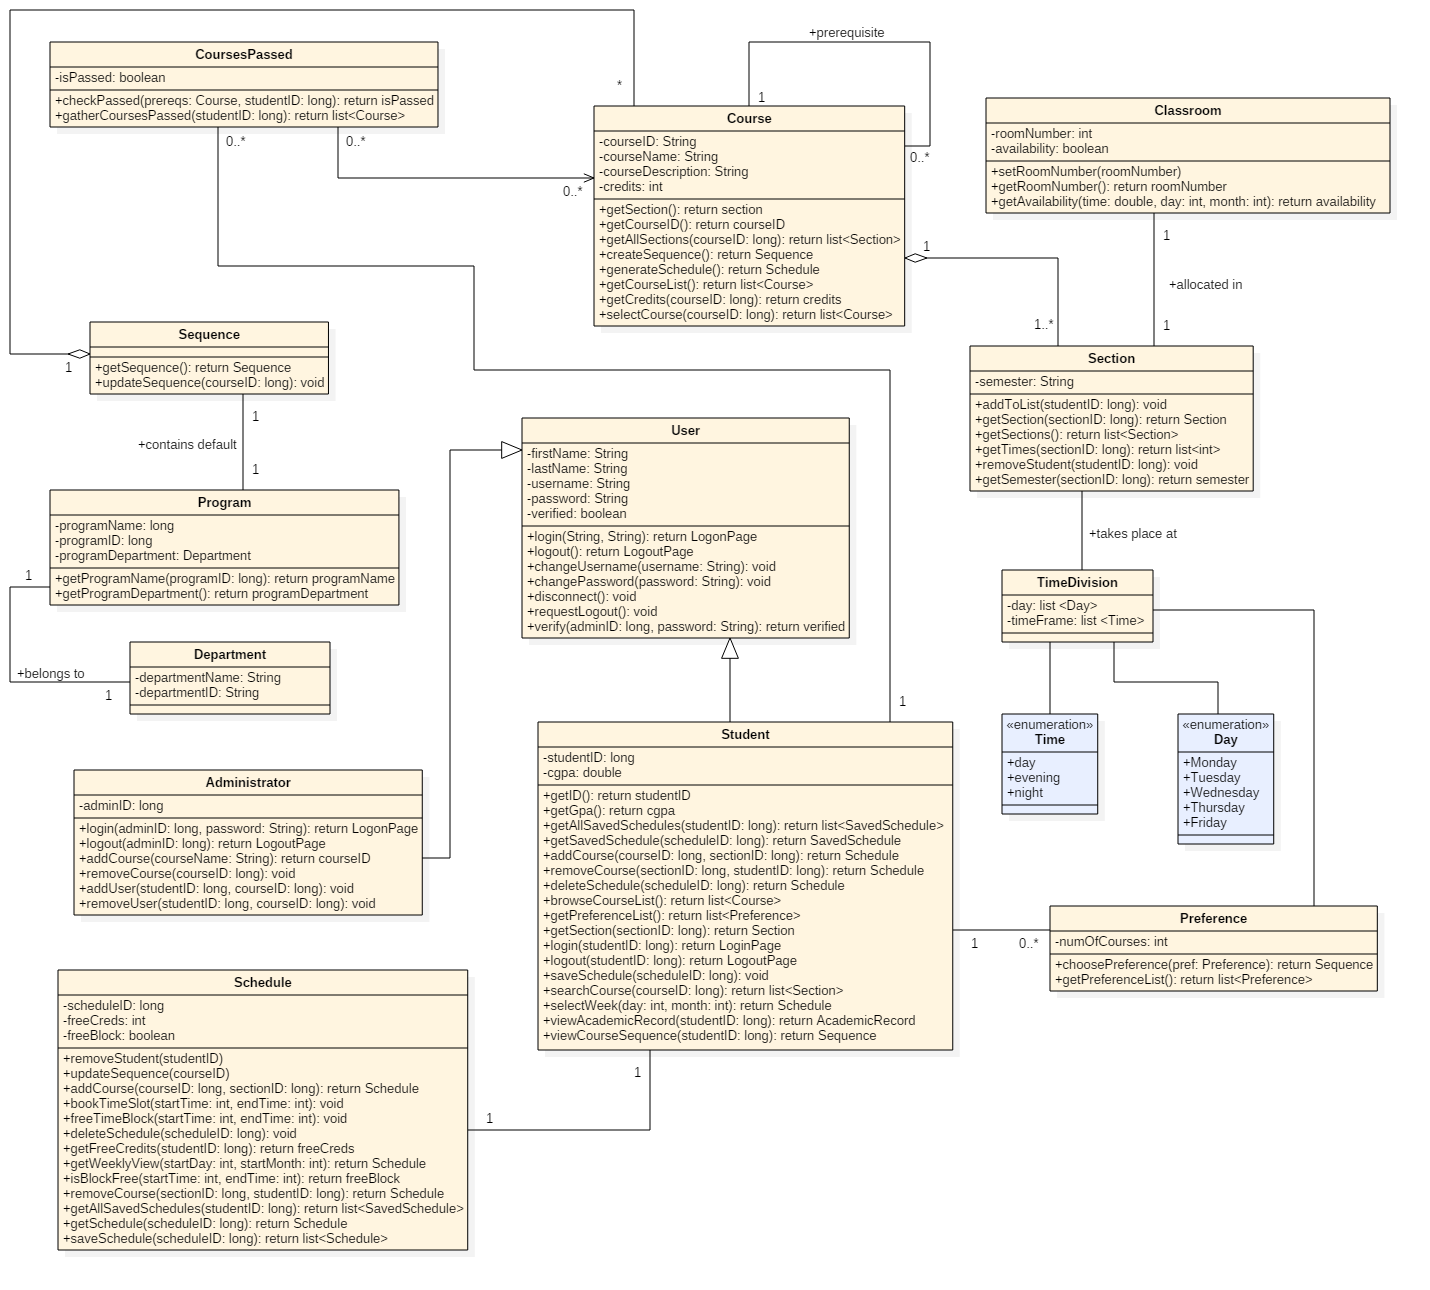 CoursesPassed
-isPassed: boolean
+checkPassed(prereqs: Course, studentID: long): return isPassed
+gatherCoursesPassed(studentID: long): return list<Course>
0..*
0..*
0..*
*
+prerequisite
1
0..*
Course
-courseID: String
-courseName: String
-courseDescription: String
-credits: int
+getSection(): return section
+getCourseID(): return courseID
+getAllSections(courseID: long): return list<Section>
+createSequence(): return Sequence
+generateSchedule(): return Schedule
+getCourseList(): return list<Course>
+getCredits(courseID: long): return credits
+selectCourse(courseID: long): return list<Course>
1
1..*
Classroom
-roomNumber: int
-availability: boolean
+setRoomNumber(roomNumber)
+getRoomNumber(): return roomNumber
+getAvailability(time: double, day: int, month: int): return availability
1
+allocated in
1
Section
-semester: String
+addToList(studentID: long): void
+getSection(sectionID: long): return Section
+getSections(): return list<Section>
+getTimes(sectionID: long): return list<int>
+removeStudent(studentID: long): void
+getSemester(sectionID: long): return semester
+takes place at
Sequence
+getSequence(): return Sequence
+updateSequence(courseID: long): void
1
1
+contains default
1
Program
-programName: long
-programID: long
-programDepartment: Department
+getProgramName(programID: long): return programName
+getProgramDepartment(): return programDepartment
1
+belongs to
1
Department
-departmentName: String
-departmentID: String
User
-firstName: String
-lastName: String
-username: String
-password: String
-verified: boolean
+login(String, String): return LogonPage
+logout(): return LogoutPage
+changeUsername(username: String): void
+changePassword(password: String): void
+disconnect(): void
+requestLogout(): void
+verify(adminID: long, password: String): return verified
TimeDivision
-day: list <Day>
-timeFrame: list <Time>
«enumeration»
Time
+day
+evening
+night
«enumeration»
Day
+Monday
+Tuesday
+Wednesday
+Thursday
+Friday
Administrator
-adminID: long
+login(adminID: long, password: String): return LogonPage
+logout(adminID: long): return LogoutPage
+addCourse(courseName: String): return courseID
+removeCourse(courseID: long): void
+addUser(studentID: long, courseID: long): void
+removeUser(studentID: long, courseID: long): void
1
Student
-studentID: long
-cgpa: double
+getID(): return studentID
+getGpa(): return cgpa
+getAllSavedSchedules(studentID: long): return list<SavedSchedule>
+getSavedSchedule(scheduleID: long): return SavedSchedule
+addCourse(courseID: long, sectionID: long): return Schedule
+removeCourse(sectionID: long, studentID: long): return Schedule
+deleteSchedule(scheduleID: long): return Schedule
+browseCourseList(): return list<Course>
+getPreferenceList(): return list<Preference>
+getSection(sectionID: long): return Section
+login(studentID: long): return LoginPage
+logout(studentID: long): return LogoutPage
+saveSchedule(scheduleID: long): void
+searchCourse(courseID: long): return list<Section>
+selectWeek(day: int, month: int): return Schedule
+viewAcademicRecord(studentID: long): return AcademicRecord
+viewCourseSequence(studentID: long): return Sequence
1
0..*
Preference
-numOfCourses: int
+choosePreference(pref: Preference): return Sequence
+getPreferenceList(): return list<Preference>
1
1
Schedule
-scheduleID: long
-freeCreds: int
-freeBlock: boolean
+removeStudent(studentID)
+updateSequence(courseID)
+addCourse(courseID: long, sectionID: long): return Schedule
+bookTimeSlot(startTime: int, endTime: int): void
+freeTimeBlock(startTime: int, endTime: int): void
+deleteSchedule(scheduleID: long): void
+getFreeCredits(studentID: long): return freeCreds
+getWeeklyView(startDay: int, startMonth: int): return Schedule
+isBlockFree(startTime: int, endTime: int): return freeBlock
+removeCourse(sectionID: long, studentID: long): return Schedule
+getAllSavedSchedules(studentID: long): return list<SavedSchedule>
+getSchedule(scheduleID: long): return Schedule
+saveSchedule(scheduleID: long): return list<Schedule>